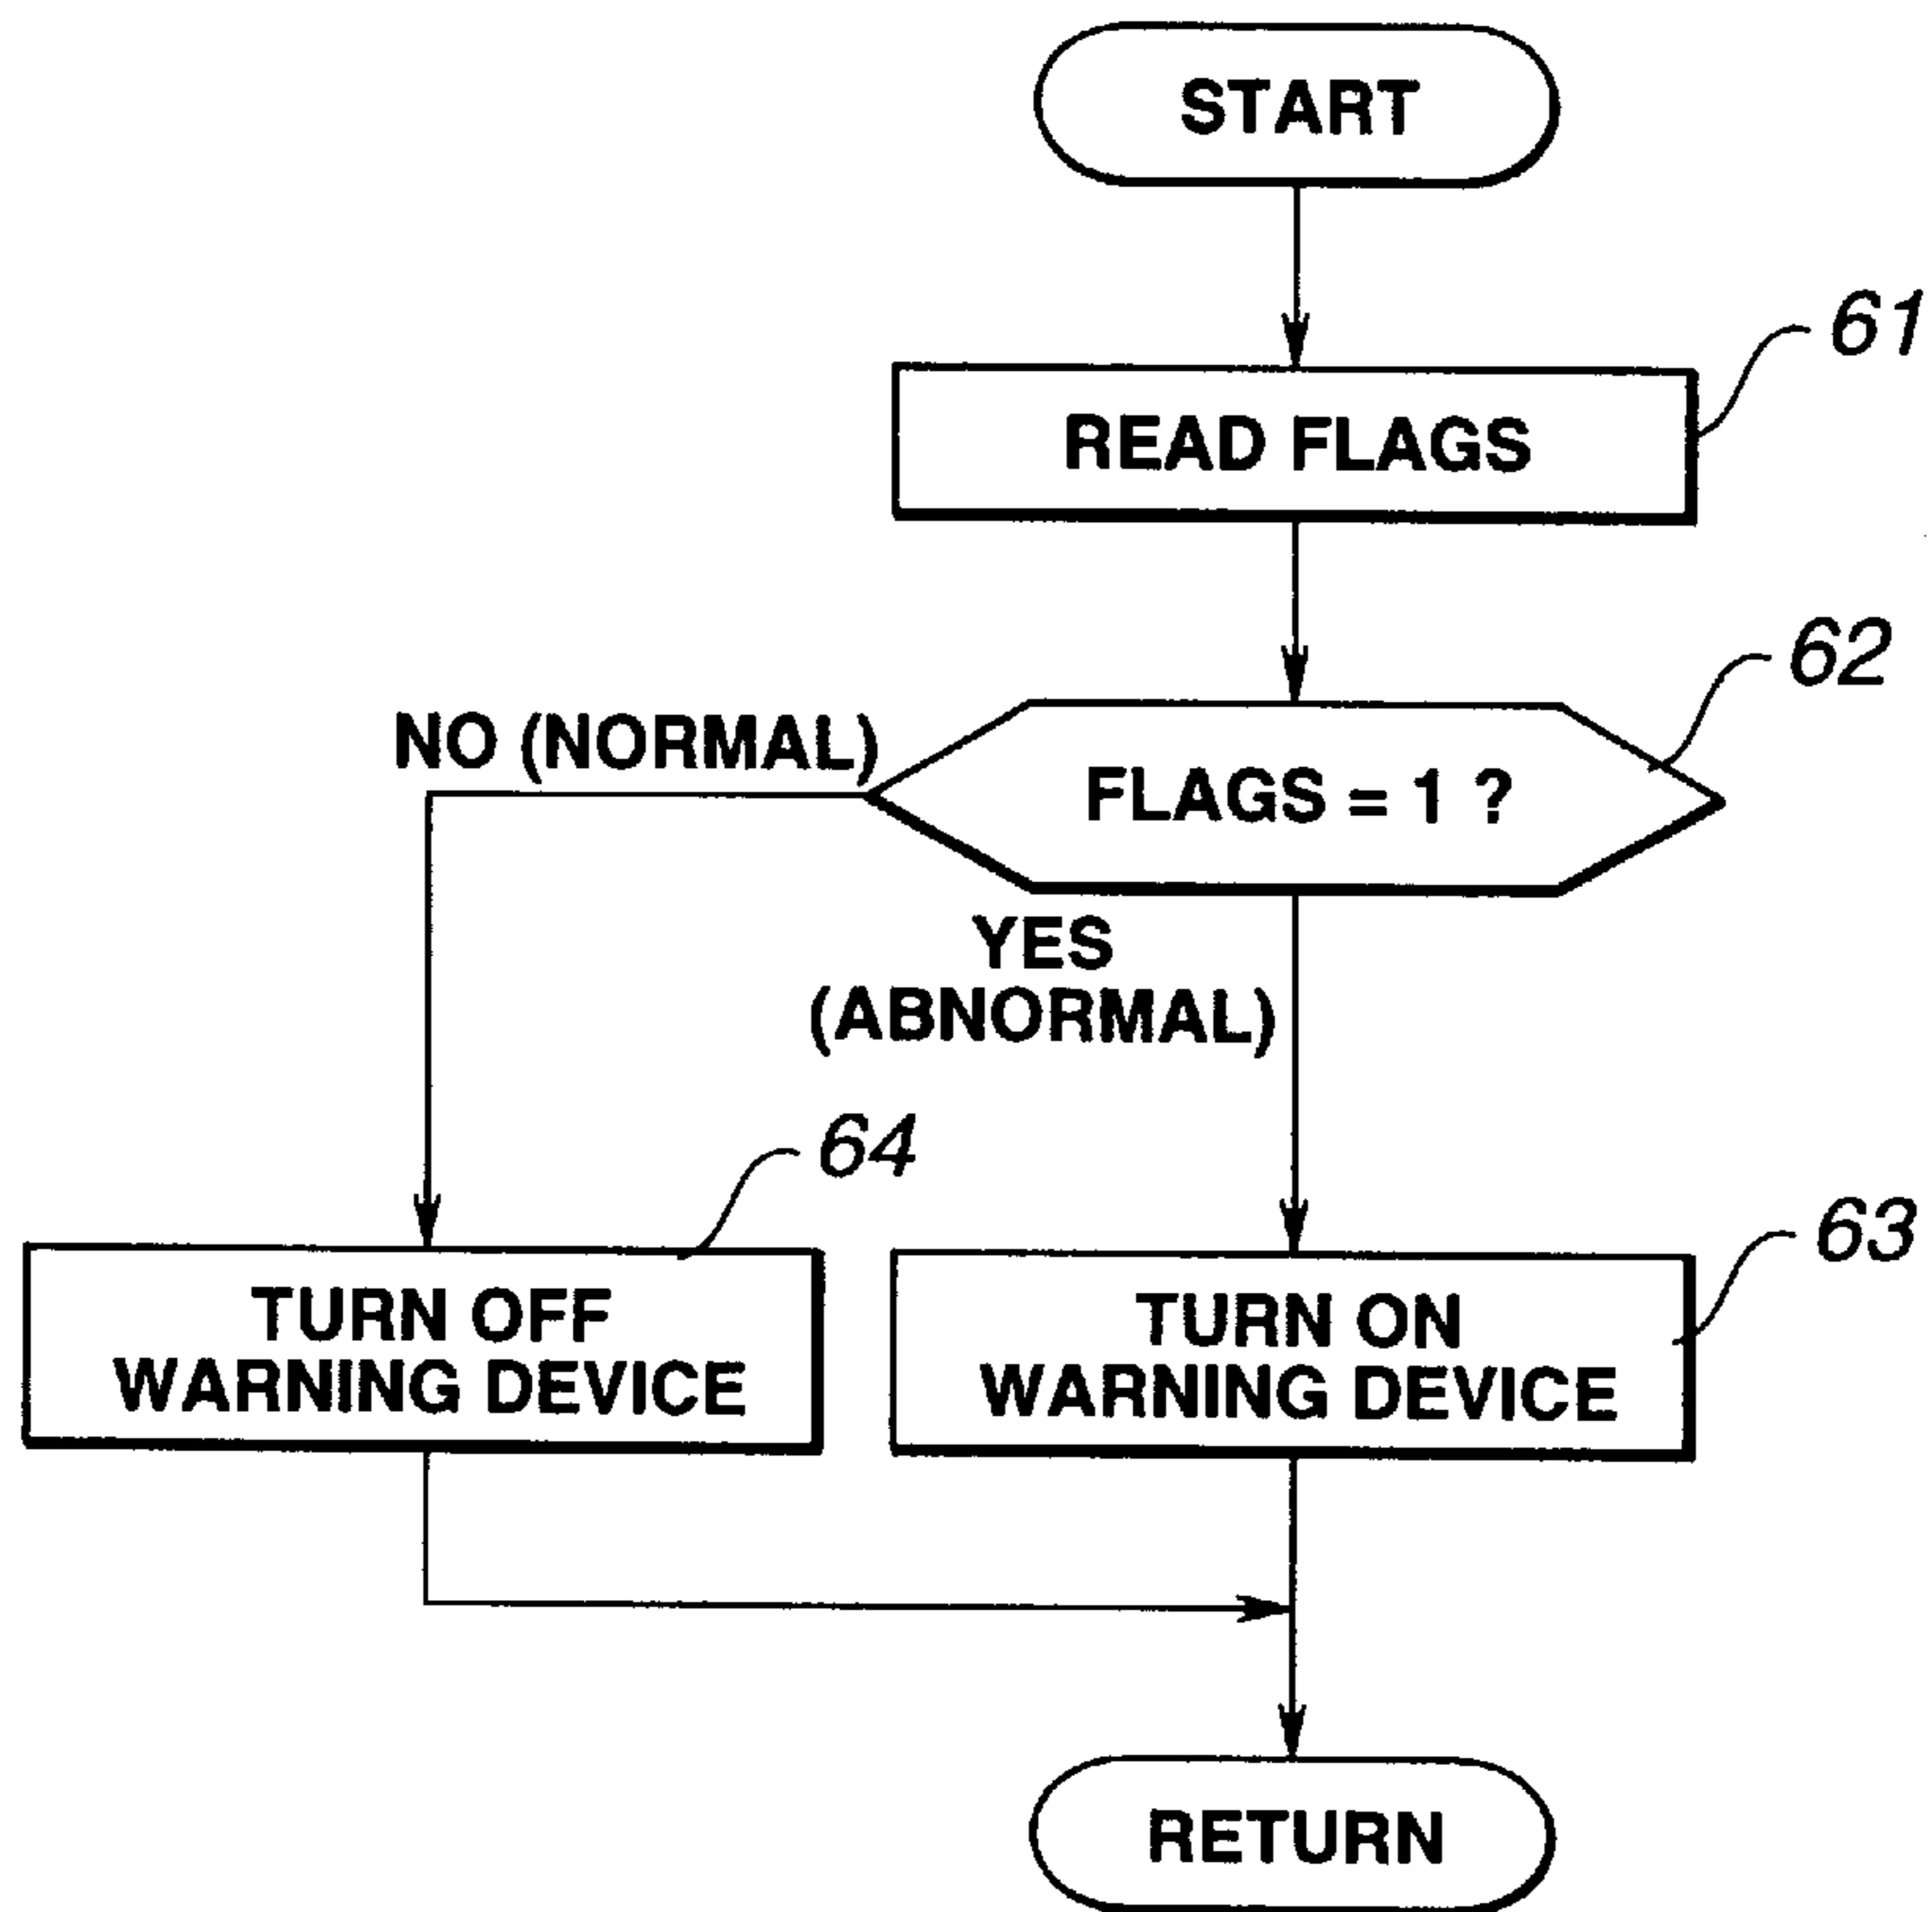 START
61
READ FLAGS
62
NO (NORMAL)
FLAGS = 1 ?
YES
(ABNORMAL)
64
63
TURN OFF
WARNING DEVICE
TURN ON
WARNING DEVICE
RETURN